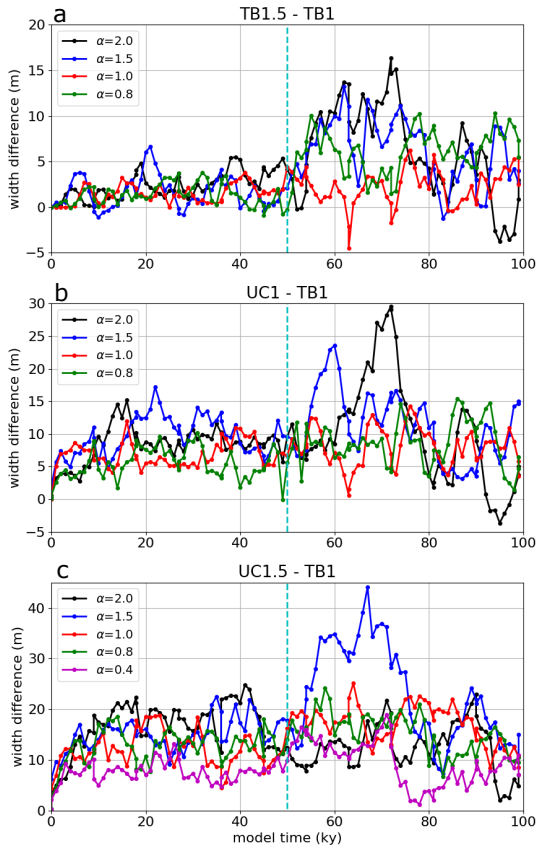 a
TB1.5 - TB1
20
15
10
5
0
−5
width difference (m)
α=2.0
α=1.5
α=1.0
α=0.8
0 20 40 60 80 100
b
UC1 - TB1
30
25
20
15
10
5
0
−5
width difference (m)
α=2.0
α=1.5
α=1.0
α=0.8
0 20 40 60 80 100
c
UC1.5 - TB1
40
30
20
10
0
width difference (m)
α=2.0
α=1.5
α=1.0
α=0.8
α=0.4
0 20 40 60 80 100
model time (ky)